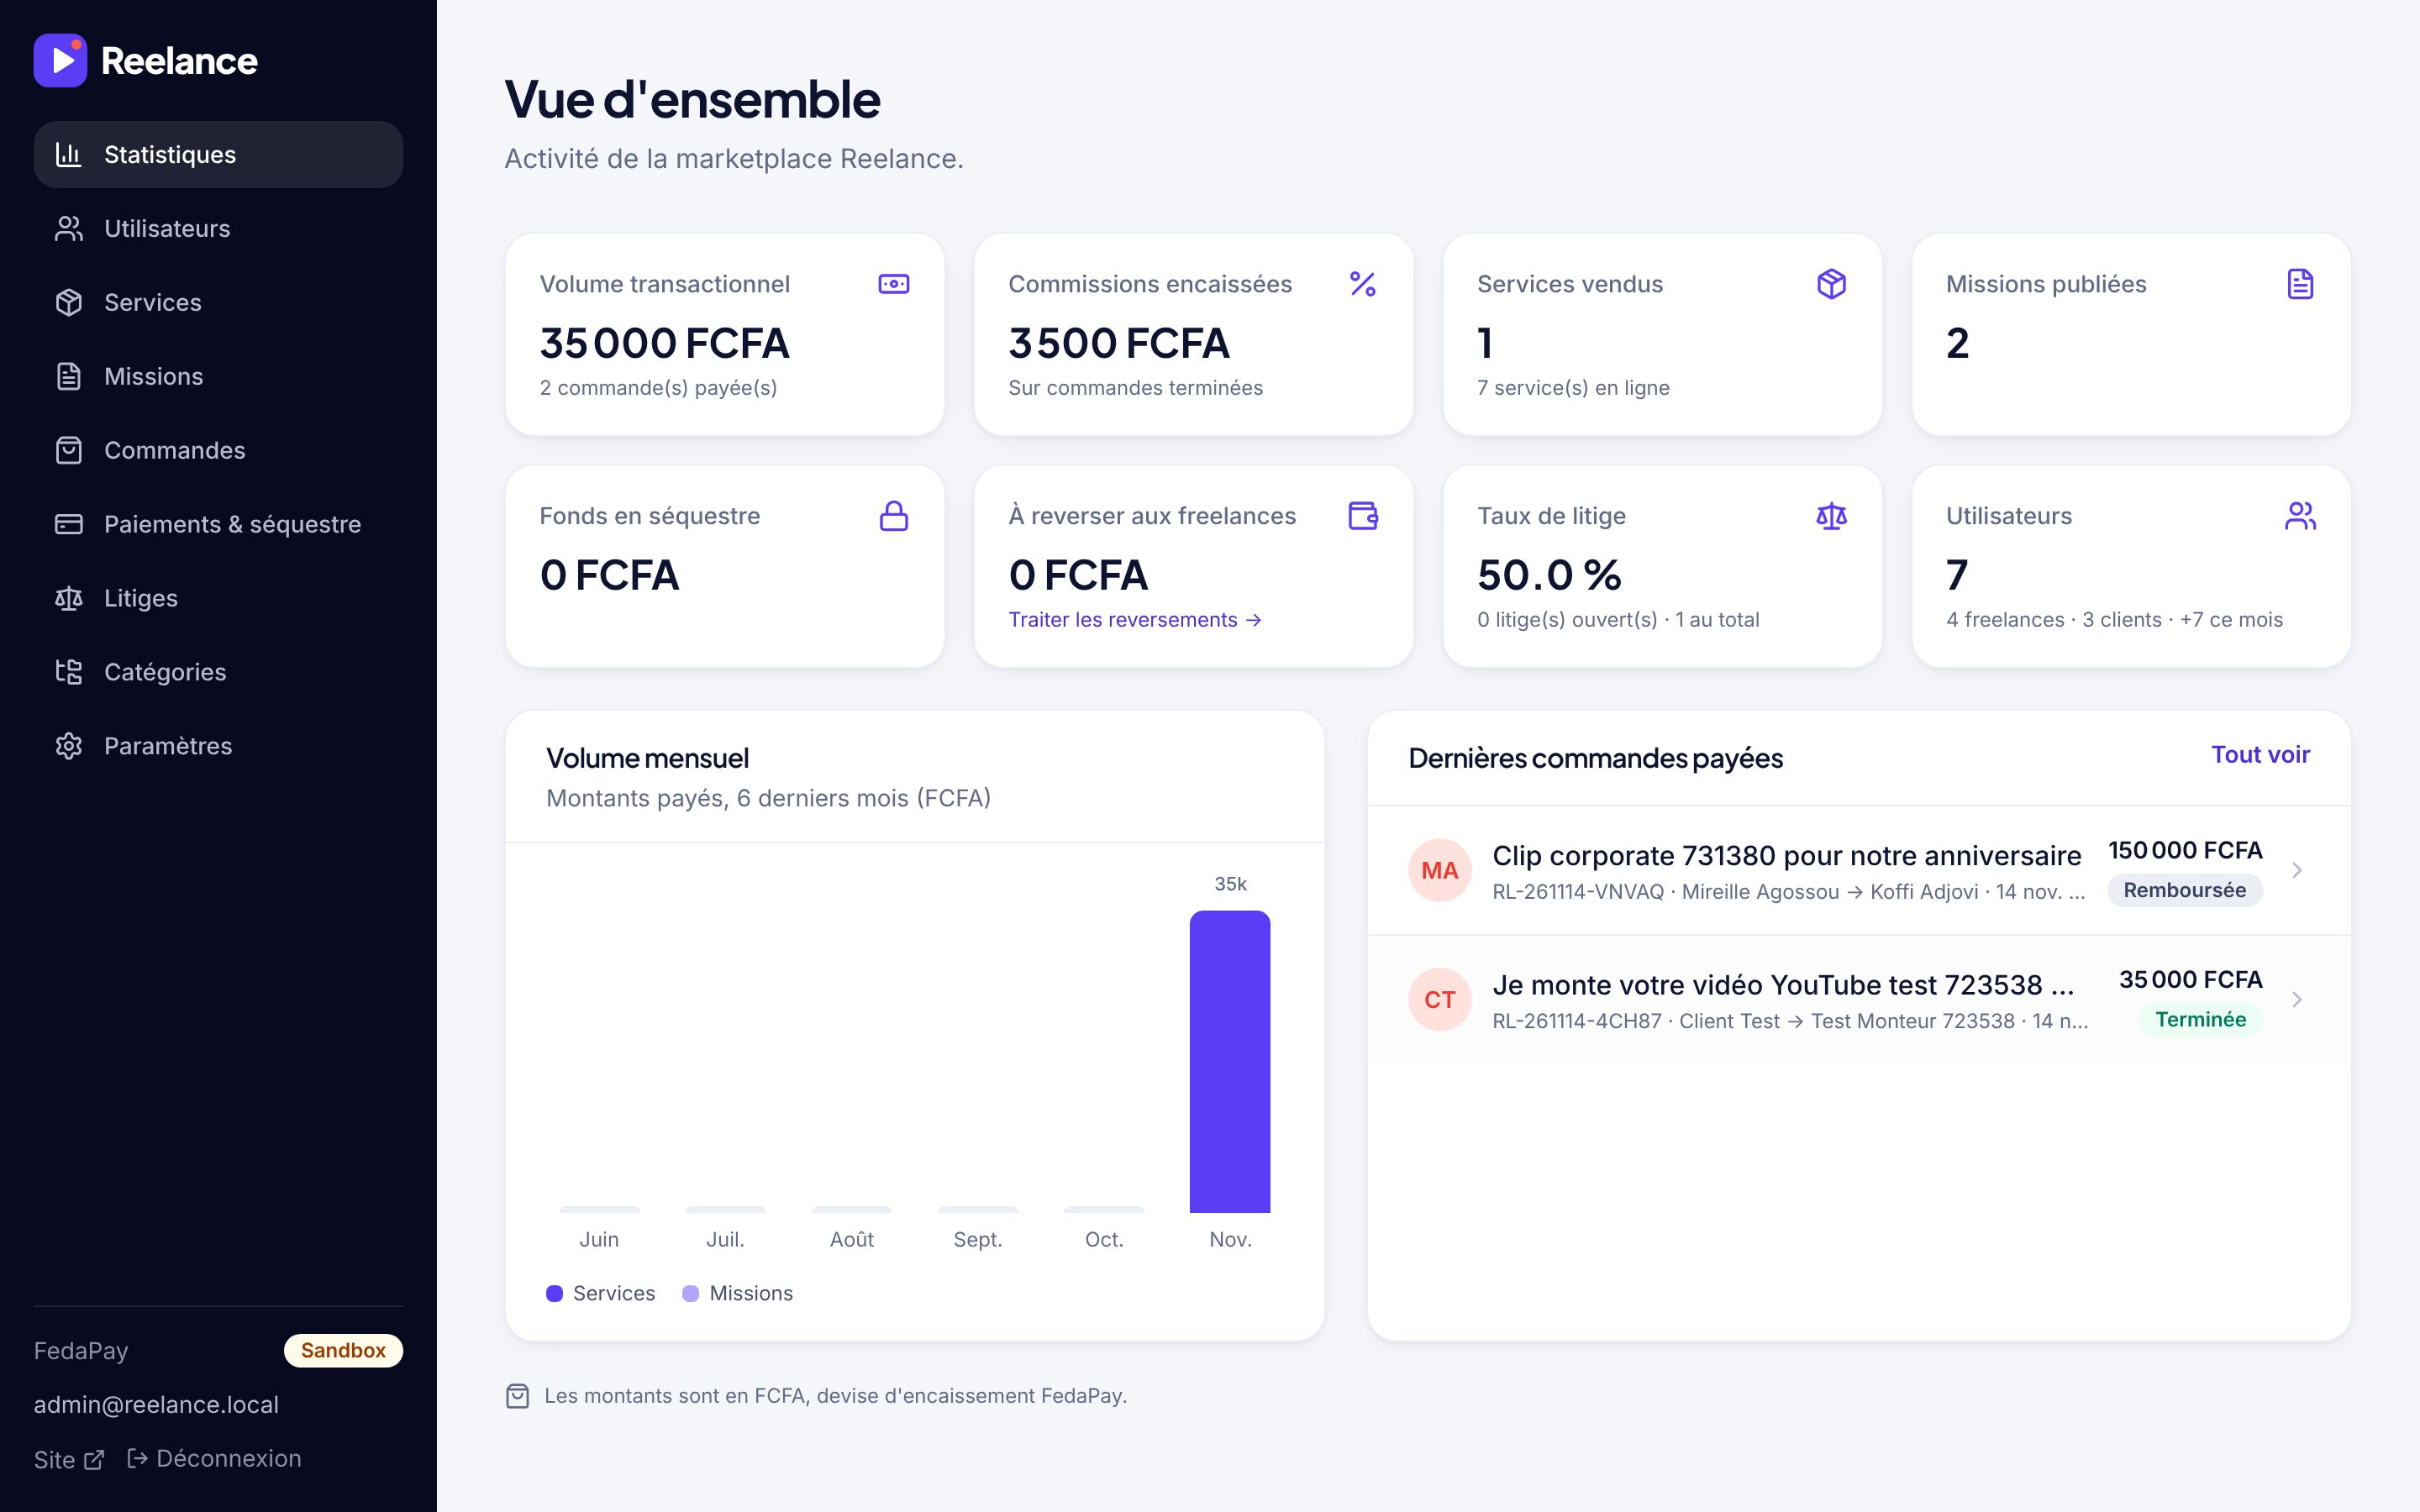 Reelance
Statistiques
Utilisateurs
Services
Missions
Commandes
Paiements & séquestre
Litiges
Catégories
Paramètres
FedaPay
Sandbox
admin@reelance.local
Site
Déconnexion
Vue d'ensemble
Activité de la marketplace Reelance.
Volume transactionnel
35 000 FCFA
2 commande(s) payée(s)
Commissions encaissées
3 500 FCFA
Sur commandes terminées
Services vendus
1
7 service(s) en ligne
Missions publiées
2
Fonds en séquestre
0 FCFA
À reverser aux freelances
0 FCFA
Traiter les reversements →
Taux de litige
50.0 %
0 litige(s) ouvert(s) · 1 au total
Utilisateurs
7
4 freelances · 3 clients · +7 ce mois
Volume mensuel
Montants payés, 6 derniers mois (FCFA)
35k
Juin Juil. Août Sept. Oct. Nov.
Services Missions
Dernières commandes payées
Tout voir
MA
Clip corporate 731380 pour notre anniversaire
RL-261114-VNVAQ · Mireille Agossou → Koffi Adjovi · 14 nov. ...
150 000 FCFA
Remboursée
CT
Je monte votre vidéo YouTube test 723538 ...
RL-261114-4CH87 · Client Test → Test Monteur 723538 · 14 n...
35 000 FCFA
Terminée
Les montants sont en FCFA, devise d'encaissement FedaPay.